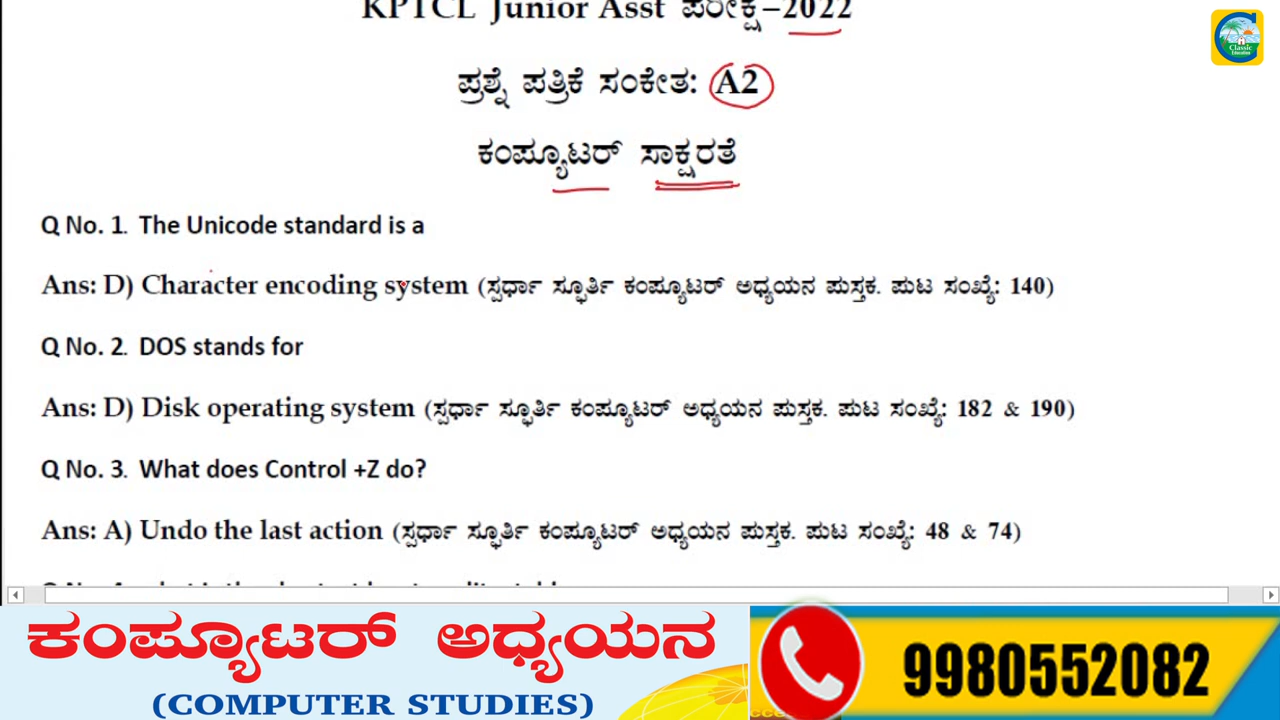 KPTCL Junior Asst ಪರೀಕ್ಷೆ–2022
Classic
Education
ಪ್ರಶ್ನೆ ಪತ್ರಿಕೆ ಸಂಕೇತ: A2
ಕಂಪ್ಯೂಟರ್ ಸಾಕ್ಷರತೆ
Q No. 1. The Unicode standard is a
Ans: D) Character encoding system (ಸ್ಪರ್ಧಾ ಸ್ಫೂರ್ತಿ ಕಂಪ್ಯೂಟರ್ ಅಧ್ಯಯನ ಪುಸ್ತಕ. ಪುಟ ಸಂಖ್ಯೆ: 140)
Q No. 2. DOS stands for
Ans: D) Disk operating system (ಸ್ಪರ್ಧಾ ಸ್ಫೂರ್ತಿ ಕಂಪ್ಯೂಟರ್ ಅಧ್ಯಯನ ಪುಸ್ತಕ. ಪುಟ ಸಂಖ್ಯೆ: 182 & 190)
Q No. 3. What does Control +Z do?
Ans: A) Undo the last action (ಸ್ಪರ್ಧಾ ಸ್ಫೂರ್ತಿ ಕಂಪ್ಯೂಟರ್ ಅಧ್ಯಯನ ಪುಸ್ತಕ. ಪುಟ ಸಂಖ್ಯೆ: 48 & 74)
ಕಂಪ್ಯೂಟರ್ ಅಧ್ಯಯನ
(COMPUTER STUDIES)
9980552082